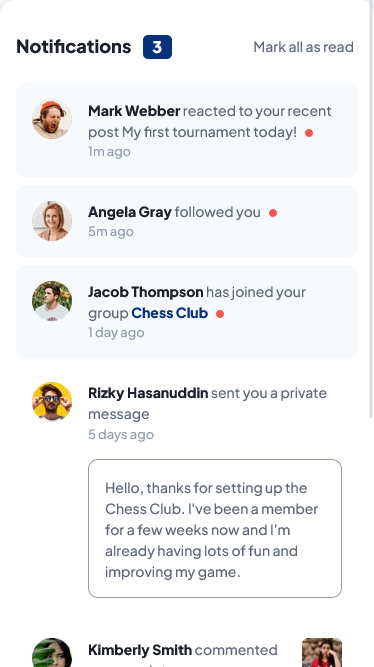 Notifications 3 Mark all as read
Mark Webber reacted to your recent
post My first tournament today!
1m ago
Angela Gray followed you
5m ago
Jacob Thompson has joined your
group Chess Club
1 day ago
Rizky Hasanuddin sent you a private
message
5 days ago
Hello, thanks for setting up the
Chess Club. I've been a member
for a few weeks now and I'm
already having lots of fun and
improving my game.
Kimberly Smith commented